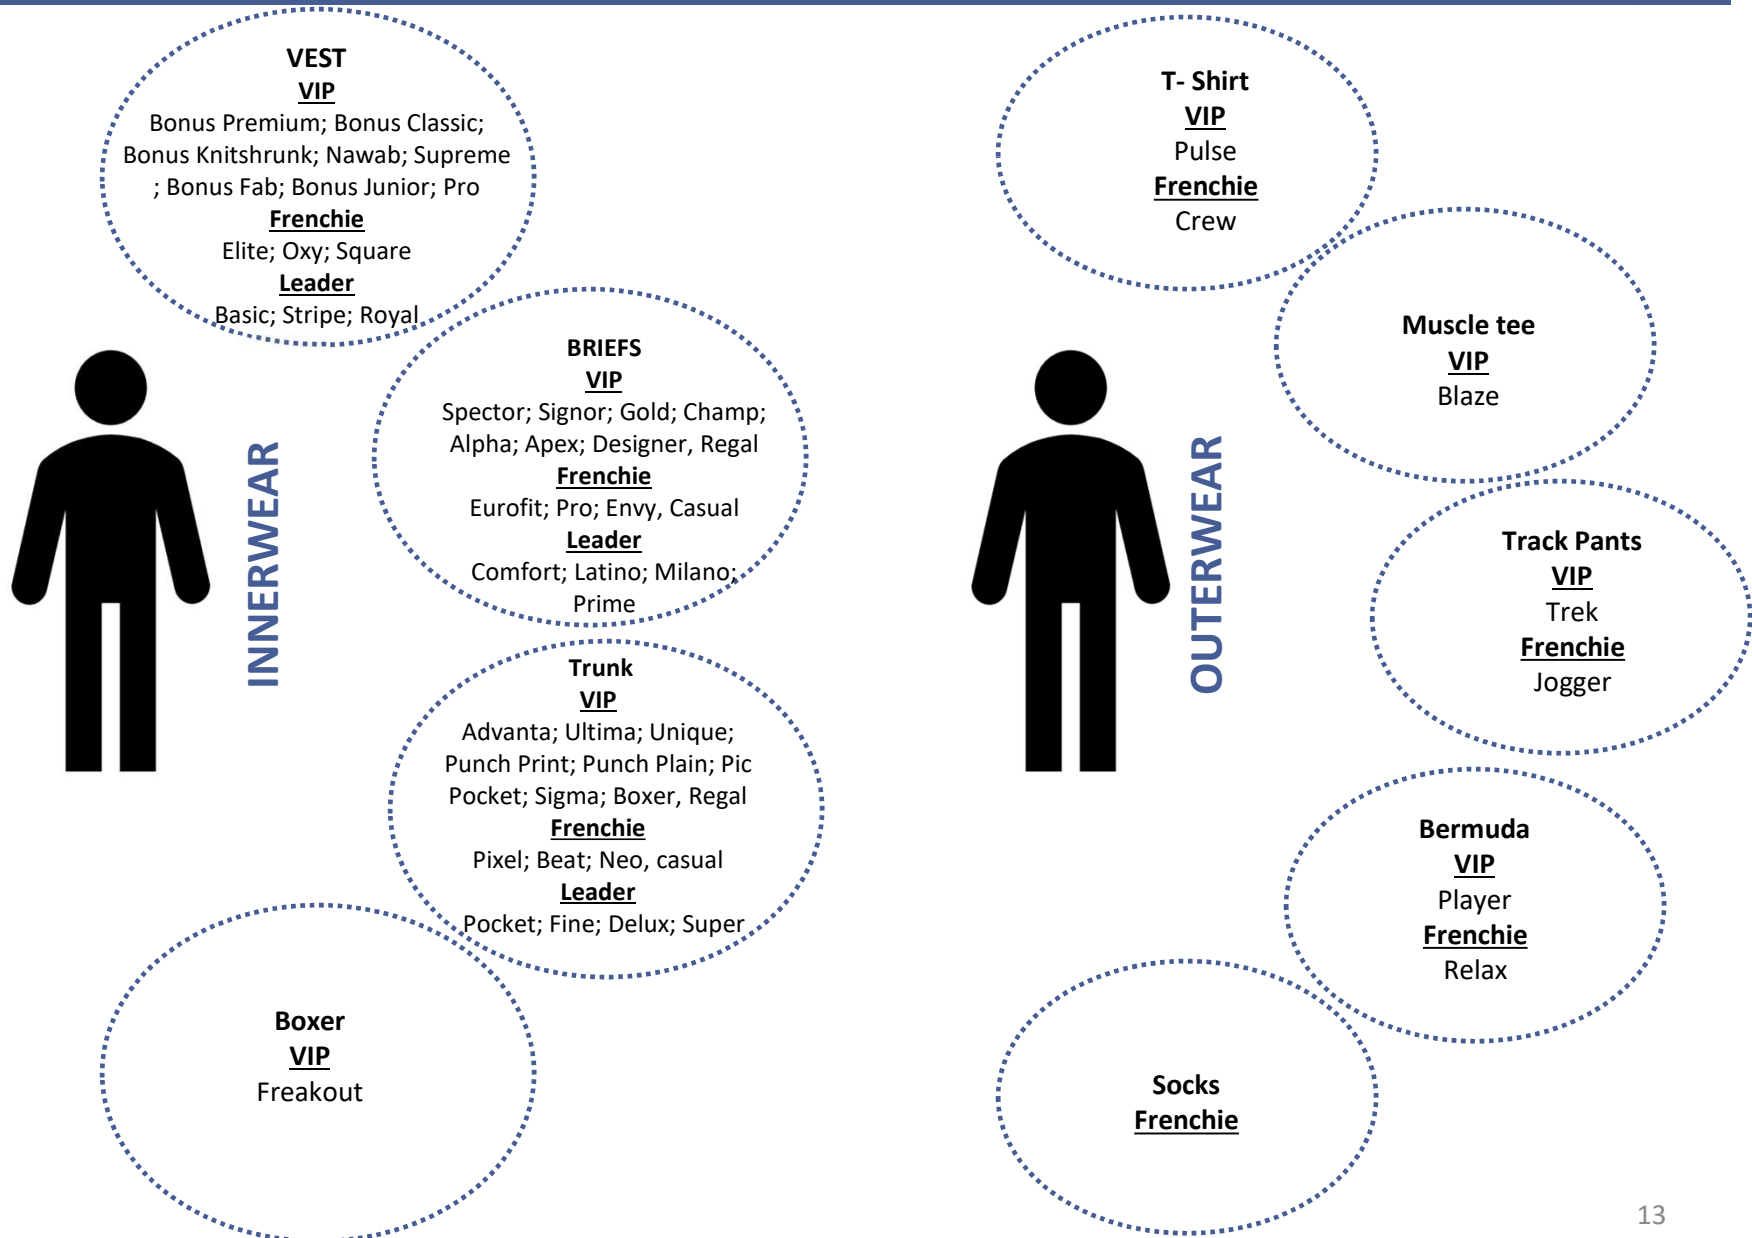 VEST
VIP
Bonus Premium; Bonus Classic;
Bonus Knitshrunk; Nawab; Supreme
; Bonus Fab; Bonus Junior; Pro
Frenchie
Elite; Oxy; Square
Leader
Basic; Stripe; Royal
BRIEFS
VIP
Spector; Signor; Gold; Champ;
Alpha; Apex; Designer, Regal
Frenchie
Eurofit; Pro; Envy, Casual
Leader
Comfort; Latino; Milano;
Prime
INNERWEAR
Trunk
VIP
Advanta; Ultima; Unique;
Punch Print; Punch Plain; Pic
Pocket; Sigma; Boxer, Regal
Frenchie
Pixel; Beat; Neo, casual
Leader
Pocket; Fine; Delux; Super
Boxer
VIP
Freakout
T- Shirt
VIP
Pulse
Frenchie
Crew
Muscle tee
VIP
Blaze
OUTERWEAR
Track Pants
VIP
Trek
Frenchie
Jogger
Bermuda
VIP
Player
Frenchie
Relax
Socks
Frenchie
13